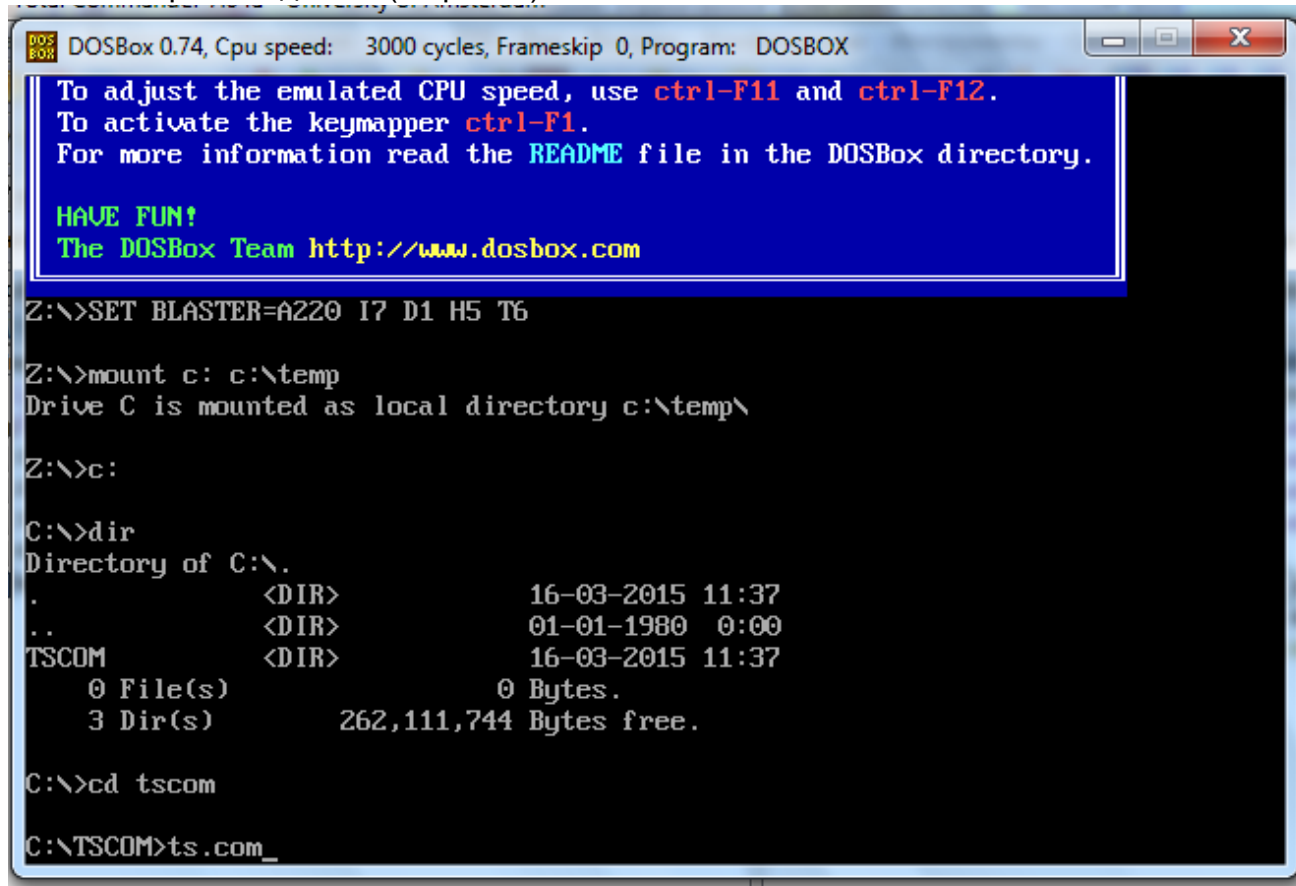 DOSBox 0.74, Cpu speed: 3000 cycles, Frameskip 0, Program: DOSBOX
To adjust the emulated CPU speed, use ctrl-F11 and ctrl-F12.
To activate the keymapper ctrl-F1.
For more information read the README file in the DOSBox directory.
HAVE FUN!
The DOSBox Team http://www.dosbox.com
Z:\>SET BLASTER=A220 I7 D1 H5 T6
Z:\>mount c: c:\temp
Drive C is mounted as local directory c:\temp\
Z:\>c:
C:\>dir
Directory of C:\.
. <DIR> 16-03-2015 11:37
.. <DIR> 01-01-1980 0:00
TSCOM <DIR> 16-03-2015 11:37
0 File(s) 0 Bytes.
3 Dir(s) 262,111,744 Bytes free.
C:\>cd tscom
C:\TSCOM>ts.com_